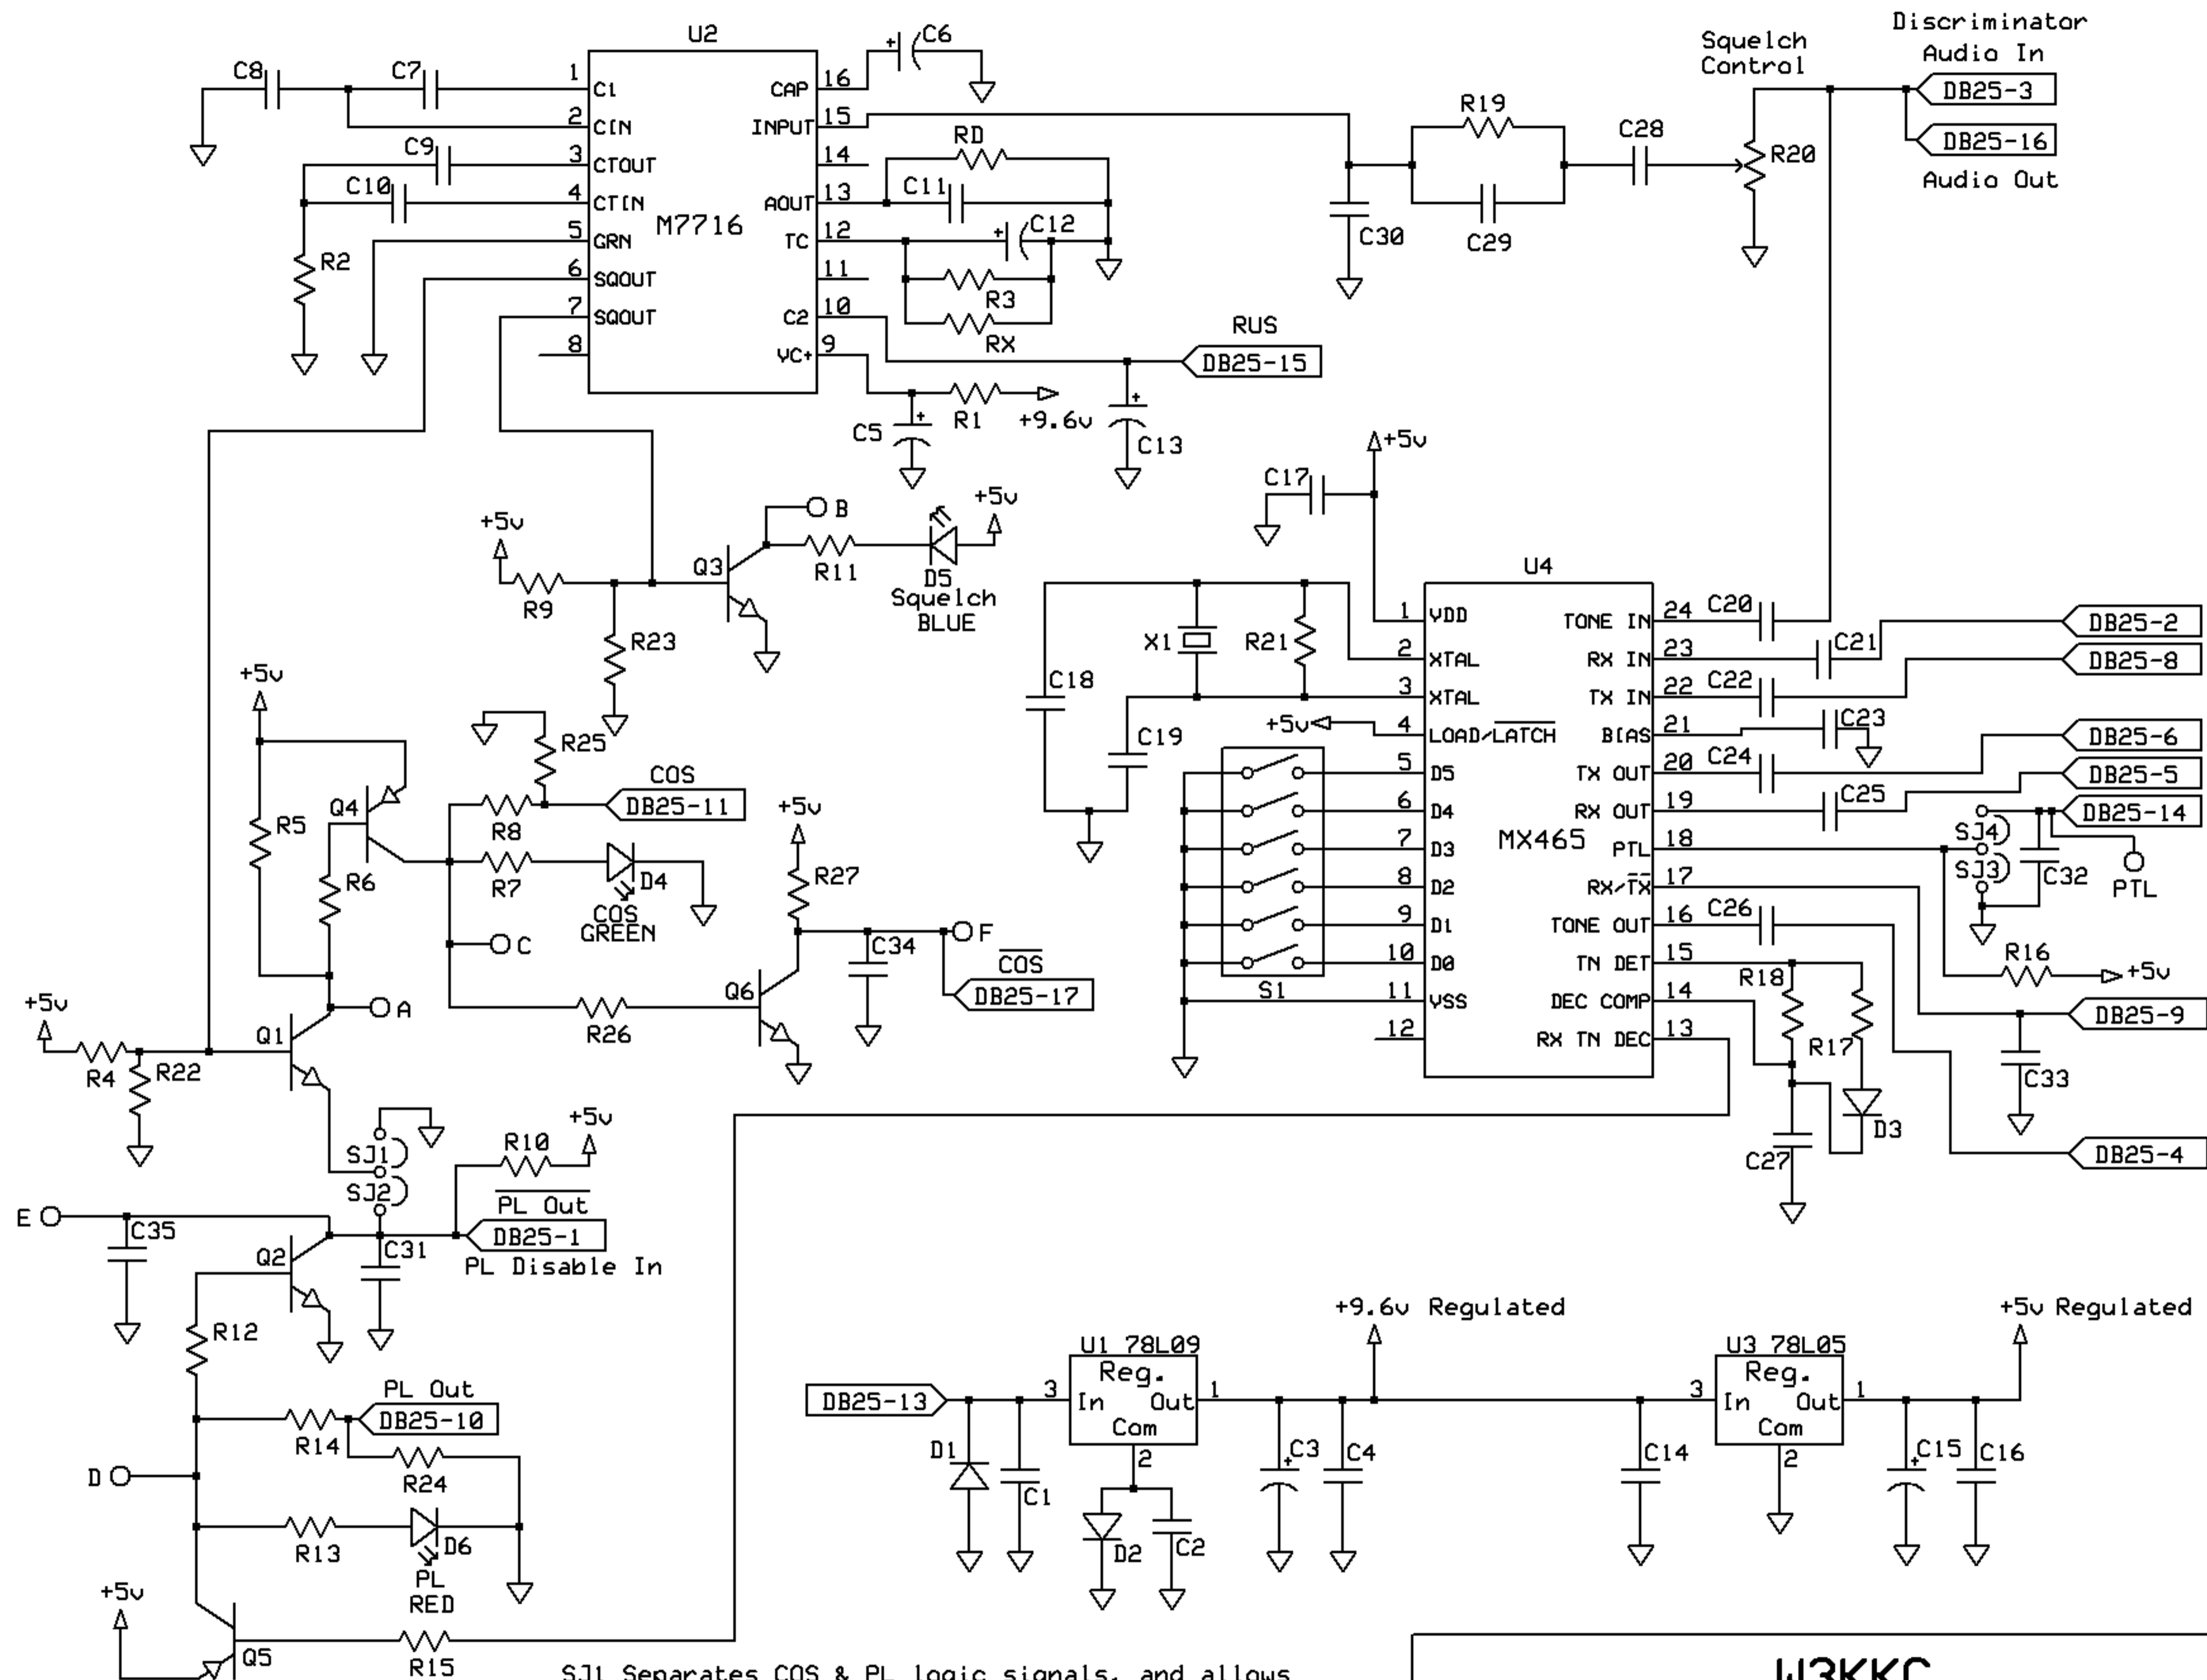 U2
M7716
1 C1
2 CIN
3 CTOUT
4 CTIN
5 GRN
6 SQOUT
7 SQOUT
8
16 CAP
15 INPUT
14
13 AOUT
12 TC
11
10 C2
9 VC+
C8
C7
C9
C10
R2
C6
RD
C11
C12
R3
RX
RUS
DB25-15
R1
+9.6v
C5
C13
C30
R19
C29
C28
Squelch
Control
R20
Discriminator
Audio In
DB25-3
DB25-16
Audio Out
+5v
R9
R23
Q3
B
R11
D5
Squelch
BLUE
+5v
+5v
R5
Q4
R6
R25
COS
DB25-11
R8
R7
D4
COS
GREEN
C
R26
+5v
R27
Q6
C34
F
COS
DB25-17
+5v
R4
R22
Q1
A
SJ1
SJ2
R10
+5v
PL Out
DB25-1
PL Disable In
E
C35
Q2
C31
R12
PL Out
DB25-10
R14
R24
D
R13
D6
PL
RED
+5v
Q5
R15
C17
+5v
U4
MX465
1 VDD
2 XTAL
3 XTAL
4 LOAD/LATCH
5 D5
6 D4
7 D3
8 D2
9 D1
10 D0
11 VSS
12
24 TONE IN
23 RX IN
22 TX IN
21 BIAS
20 TX OUT
19 RX OUT
18 PTL
17 RX/TX
16 TONE OUT
15 TN DET
14 DEC COMP
13 RX TN DEC
X1
R21
C18
C19
+5v
S1
C20
C21
C22
C23
C24
C25
C26
DB25-2
DB25-8
DB25-6
DB25-5
DB25-14
SJ4
SJ3
C32
PTL
R16
+5v
R18
R17
DB25-9
C33
D3
C27
DB25-4
DB25-13
D1
C1
U1 78L09
Reg.
3 In
Out 1
Com
2
D2
C2
C3
C4
+9.6v Regulated
C14
U3 78L05
Reg.
3 In
Out 1
Com
2
C15
C16
+5v Regulated
SJ1 Separates COS & PL logic signals, and allows
W3KKC